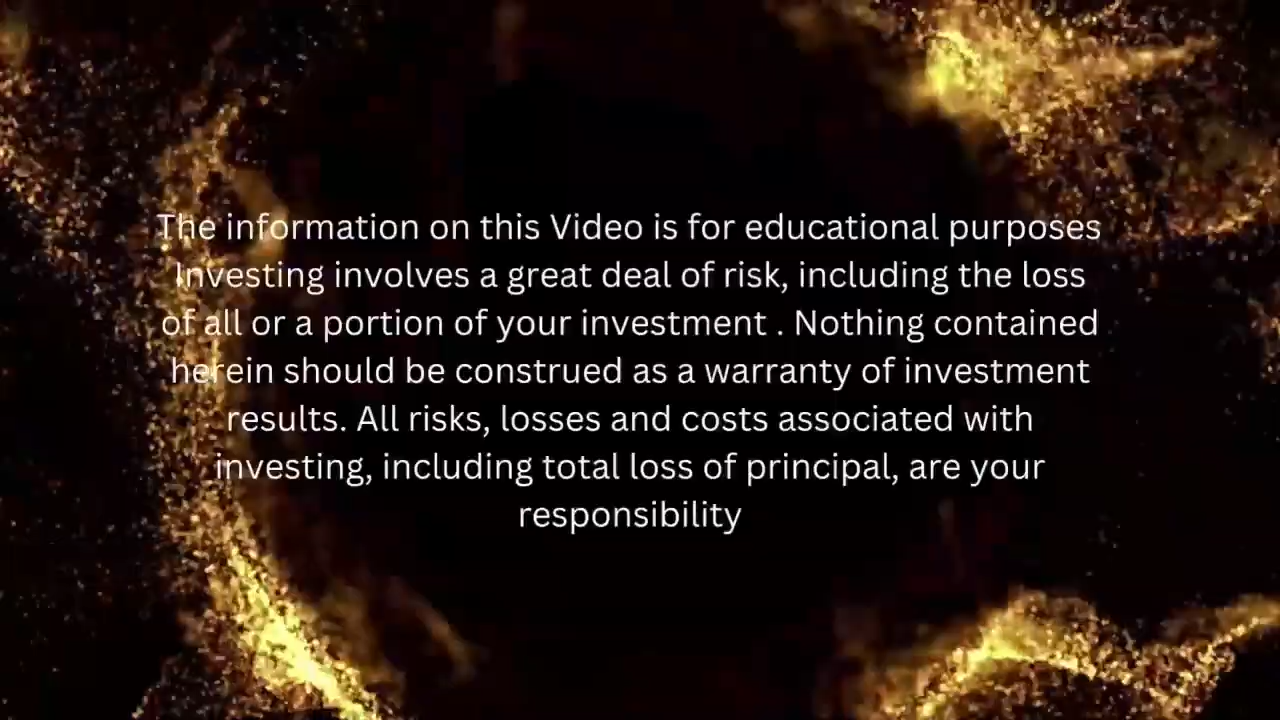 The information on this Video is for educational purposes
Investing involves a great deal of risk, including the loss
of all or a portion of your investment . Nothing contained
herein should be construed as a warranty of investment
results. All risks, losses and costs associated with
investing, including total loss of principal, are your
responsibility